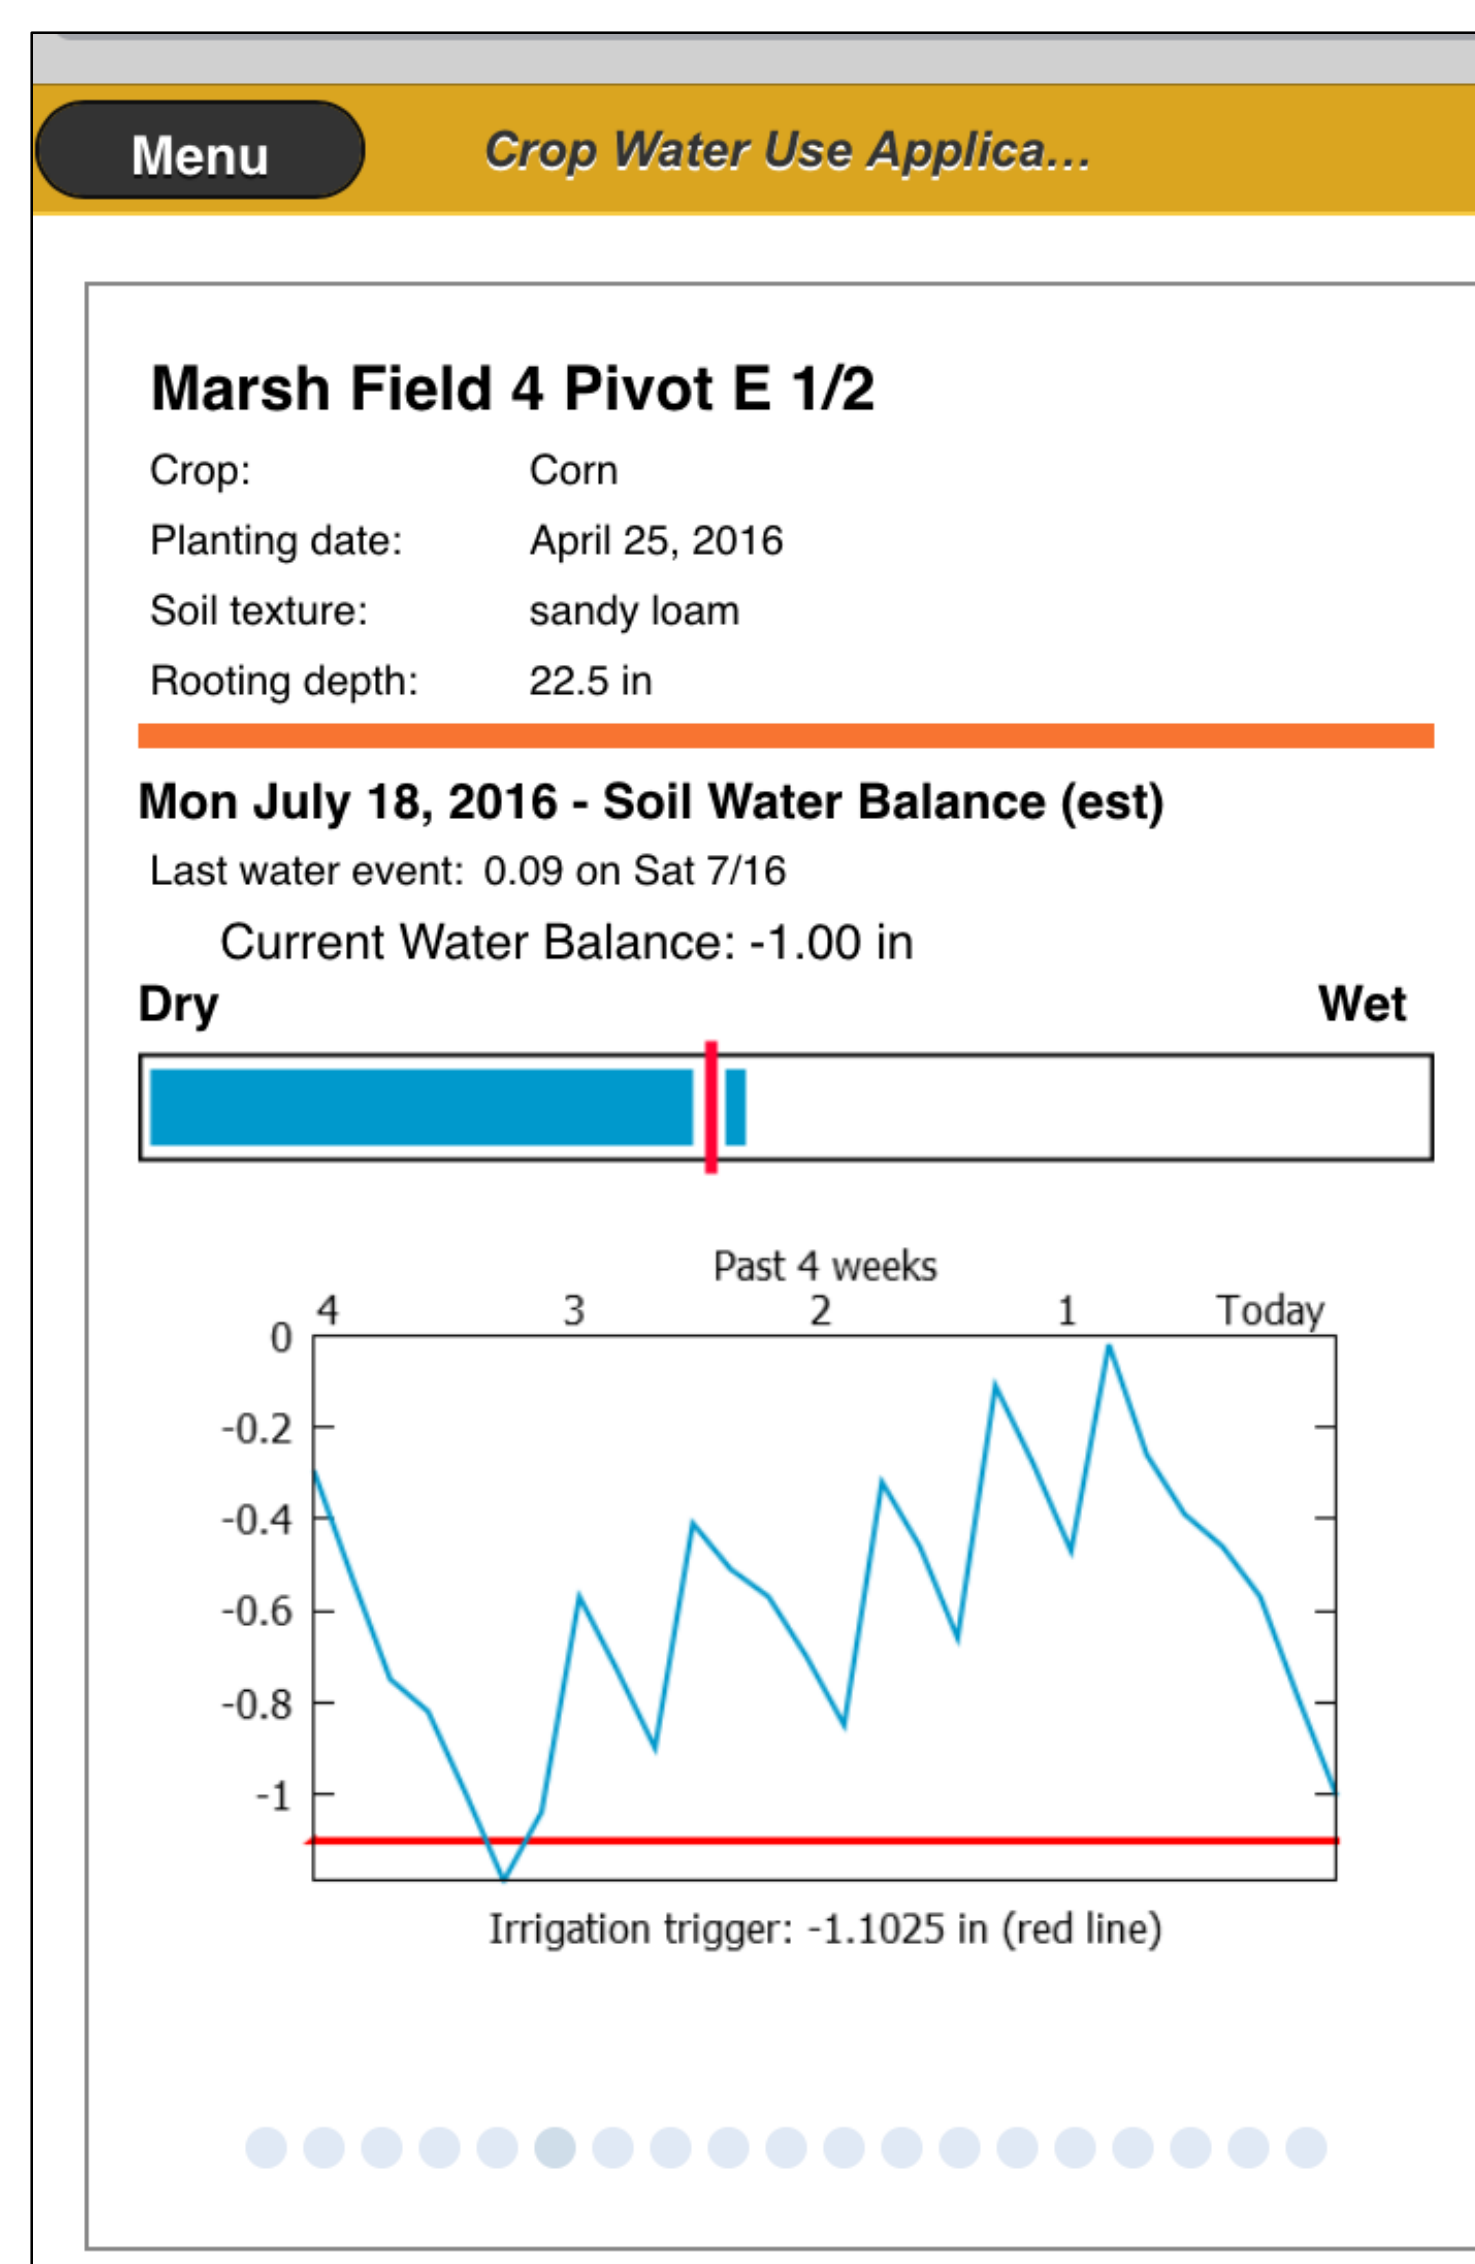 Menu Crop Water Use Applica...
Marsh Field 4 Pivot E 1/2
Crop: Corn
Planting date: April 25, 2016
Soil texture: sandy loam
Rooting depth: 22.5 in
Mon July 18, 2016 - Soil Water Balance (est)
Last water event: 0.09 on Sat 7/16
Current Water Balance: -1.00 in
Dry Wet
Past 4 weeks
4 3 2 1 Today
0
-0.2
-0.4
-0.6
-0.8
-1
Irrigation trigger: -1.1025 in (red line)